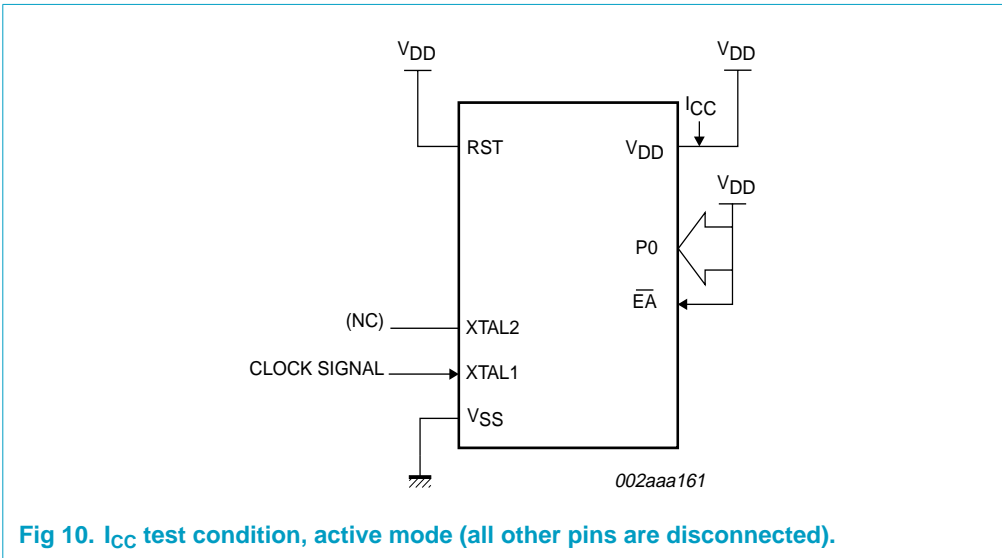 VDD
VDD
ICC
RST
VDD
VDD
P0
EA
(NC)
XTAL2
CLOCK SIGNAL
XTAL1
VSS
002aaa161
Fig 10. ICC test condition, active mode (all other pins are disconnected).